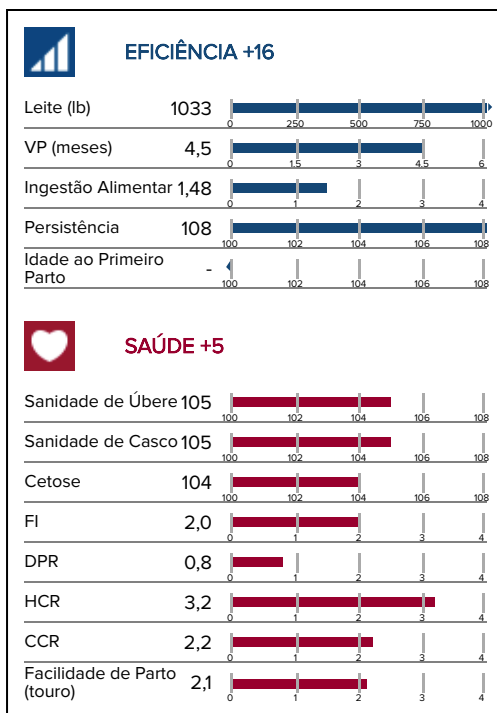 EFICIÊNCIA +16
Leite (lb) 1033
0 250 500 750 1000
VP (meses) 4,5
0 1.5 3 4.5 6
Ingestão Alimentar 1,48
0 1 2 3 4
Persistência 108
100 102 104 106 108
Idade ao Primeiro
Parto -
100 102 104 106 108
SAÚDE +5
Sanidade de Úbere 105
100 102 104 106 108
Sanidade de Casco 105
100 102 104 106 108
Cetose 104
100 102 104 106 108
FI 2,0
0 1 2 3 4
DPR 0,8
0 1 2 3 4
HCR 3,2
0 1 2 3 4
CCR 2,2
0 1 2 3 4
Facilidade de Parto
(touro) 2,1
0 1 2 3 4